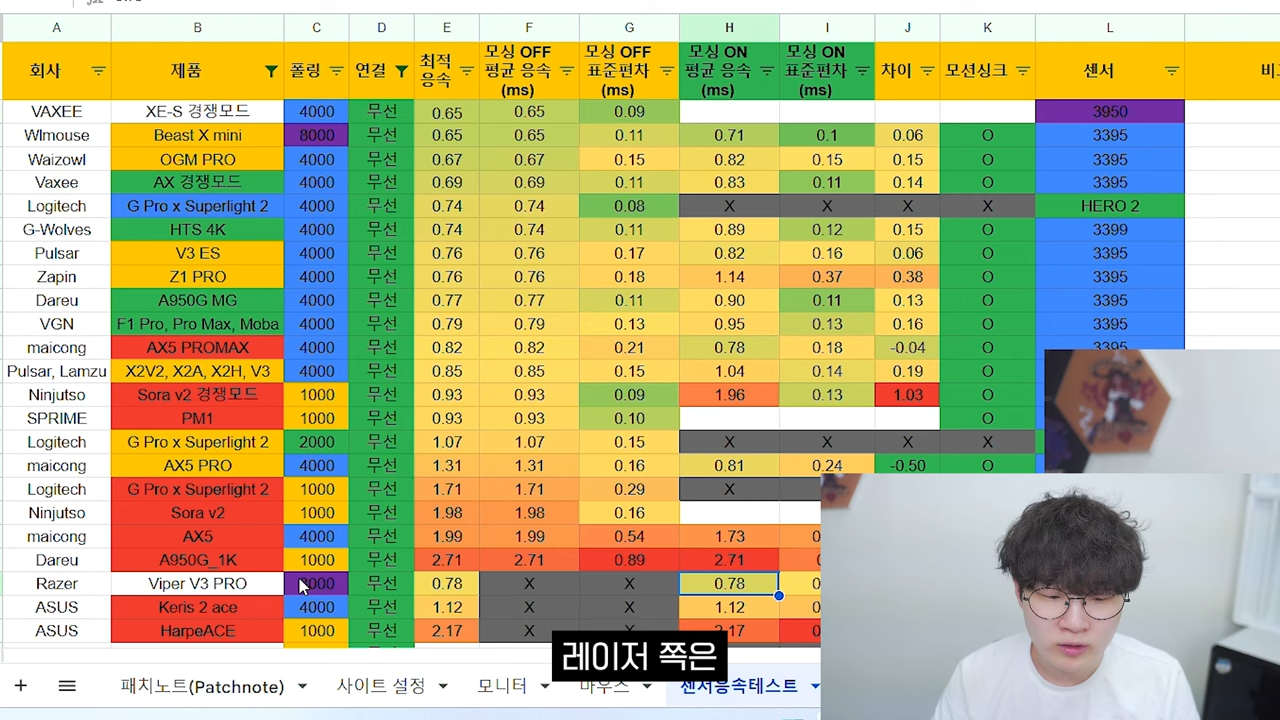 A B C D E F G H I J K L
회사 제품 폴링 연결 최적 응속 모싱 OFF 평균 응속 (ms) 모싱 OFF 표준편차 (ms) 모싱 ON 평균 응속 (ms) 모싱 ON 표준편차 (ms) 차이 모션싱크 센서
VAXEE XE-S 경쟁모드 4000 무선 0.65 0.65 0.09 3950
Wlmouse Beast X mini 8000 무선 0.65 0.65 0.11 0.71 0.1 0.06 O 3395
Waizowl OGM PRO 4000 무선 0.67 0.67 0.15 0.82 0.15 0.15 O 3395
Vaxee AX 경쟁모드 4000 무선 0.69 0.69 0.11 0.83 0.11 0.14 O 3395
Logitech G Pro x Superlight 2 4000 무선 0.74 0.74 0.08 X X X X HERO 2
G-Wolves HTS 4K 4000 무선 0.74 0.74 0.11 0.89 0.12 0.15 O 3399
Pulsar V3 ES 4000 무선 0.76 0.76 0.17 0.82 0.16 0.06 O 3395
Zapin Z1 PRO 4000 무선 0.76 0.76 0.18 1.14 0.37 0.38 O 3395
Dareu A950G MG 4000 무선 0.77 0.77 0.11 0.90 0.11 0.13 O 3395
VGN F1 Pro, Pro Max, Moba 4000 무선 0.79 0.79 0.13 0.95 0.13 0.16 O 3395
maicong AX5 PROMAX 4000 무선 0.82 0.82 0.21 0.78 0.18 -0.04 O 3395
Pulsar, Lamzu X2V2, X2A, X2H, V3 4000 무선 0.85 0.85 0.15 1.04 0.14 0.19 O
Ninjutso Sora v2 경쟁모드 1000 무선 0.93 0.93 0.09 1.96 0.13 1.03 O
SPRIME PM1 1000 무선 0.93 0.93 0.10 O
Logitech G Pro x Superlight 2 2000 무선 1.07 1.07 0.15 X X X X
maicong AX5 PRO 4000 무선 1.31 1.31 0.16 0.81 0.24 -0.50 O
Logitech G Pro x Superlight 2 1000 무선 1.71 1.71 0.29 X
Ninjutso Sora v2 1000 무선 1.98 1.98 0.16
maicong AX5 4000 무선 1.99 1.99 0.54 1.73
Dareu A950G_1K 1000 무선 2.71 2.71 0.89 2.71
Razer Viper V3 PRO 무선 0.78 X X 0.78
ASUS Keris 2 ace 4000 무선 1.12 X X 1.12
ASUS HarpeACE 1000 무선 2.17 X X
레이저 쪽은
+ 패치노트(Patchnote) 사이트 설정 모니터 마우스 센서응속테스트